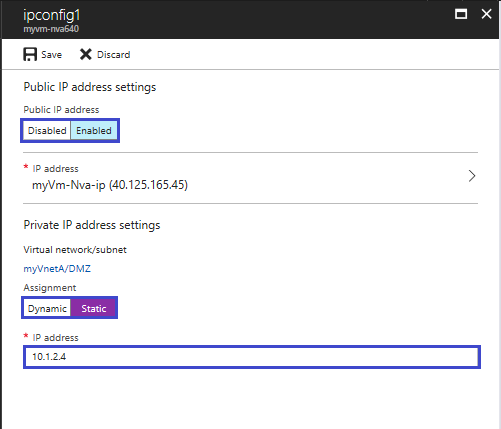 ipconfig1
myvm-nva640
Save Discard
Public IP address settings
Public IP address
Disabled Enabled
* IP address
myVm-Nva-ip (40.125.165.45)
Private IP address settings
Virtual network/subnet
myVnetA/DMZ
Assignment
Dynamic Static
* IP address
10.1.2.4